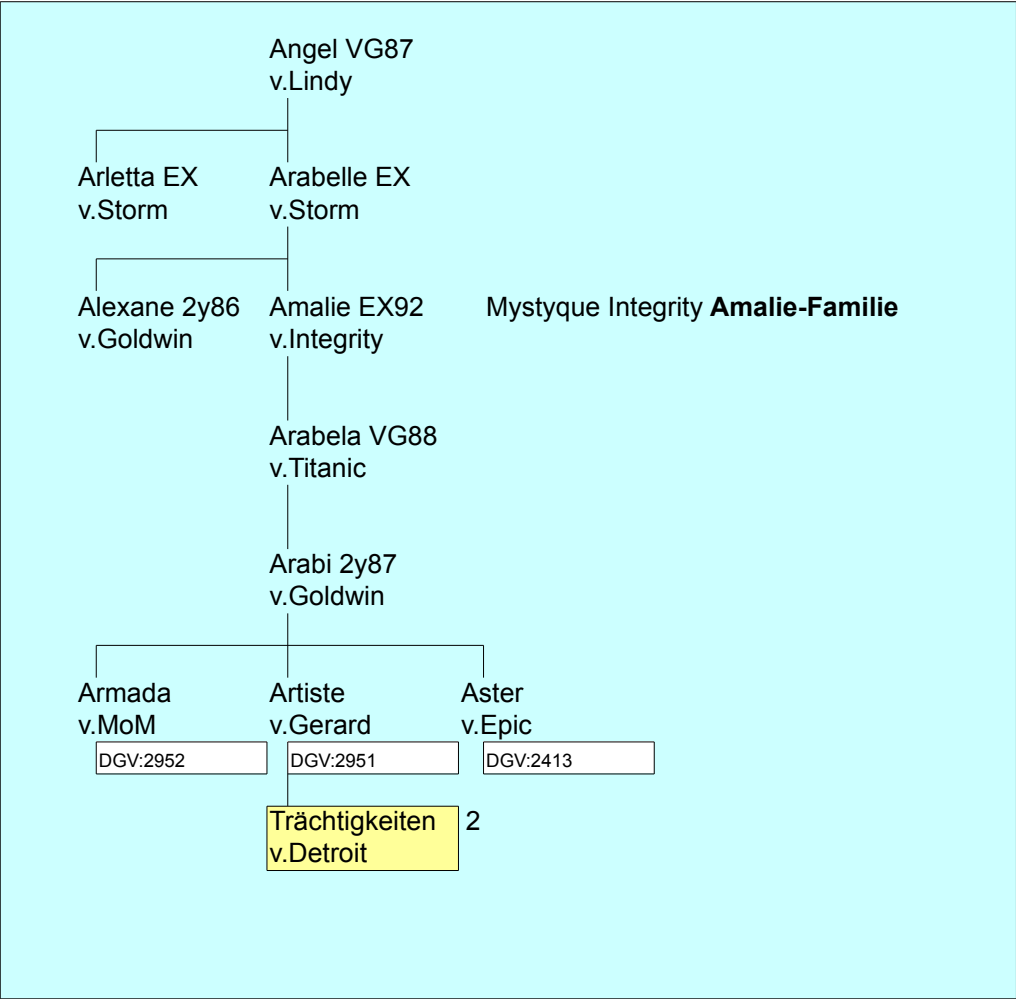 Angel VG87
v.Lindy
Arletta EX
v.Storm
Arabelle EX
v.Storm
Alexane 2y86
v.Goldwin
Amalie EX92
v.Integrity
Mystyque Integrity Amalie-Familie
Arabela VG88
v.Titanic
Arabi 2y87
v.Goldwin
Armada
v.MoM
DGV:2952
Artiste
v.Gerard
DGV:2951
Aster
v.Epic
DGV:2413
Trächtigkeiten 2
v.Detroit